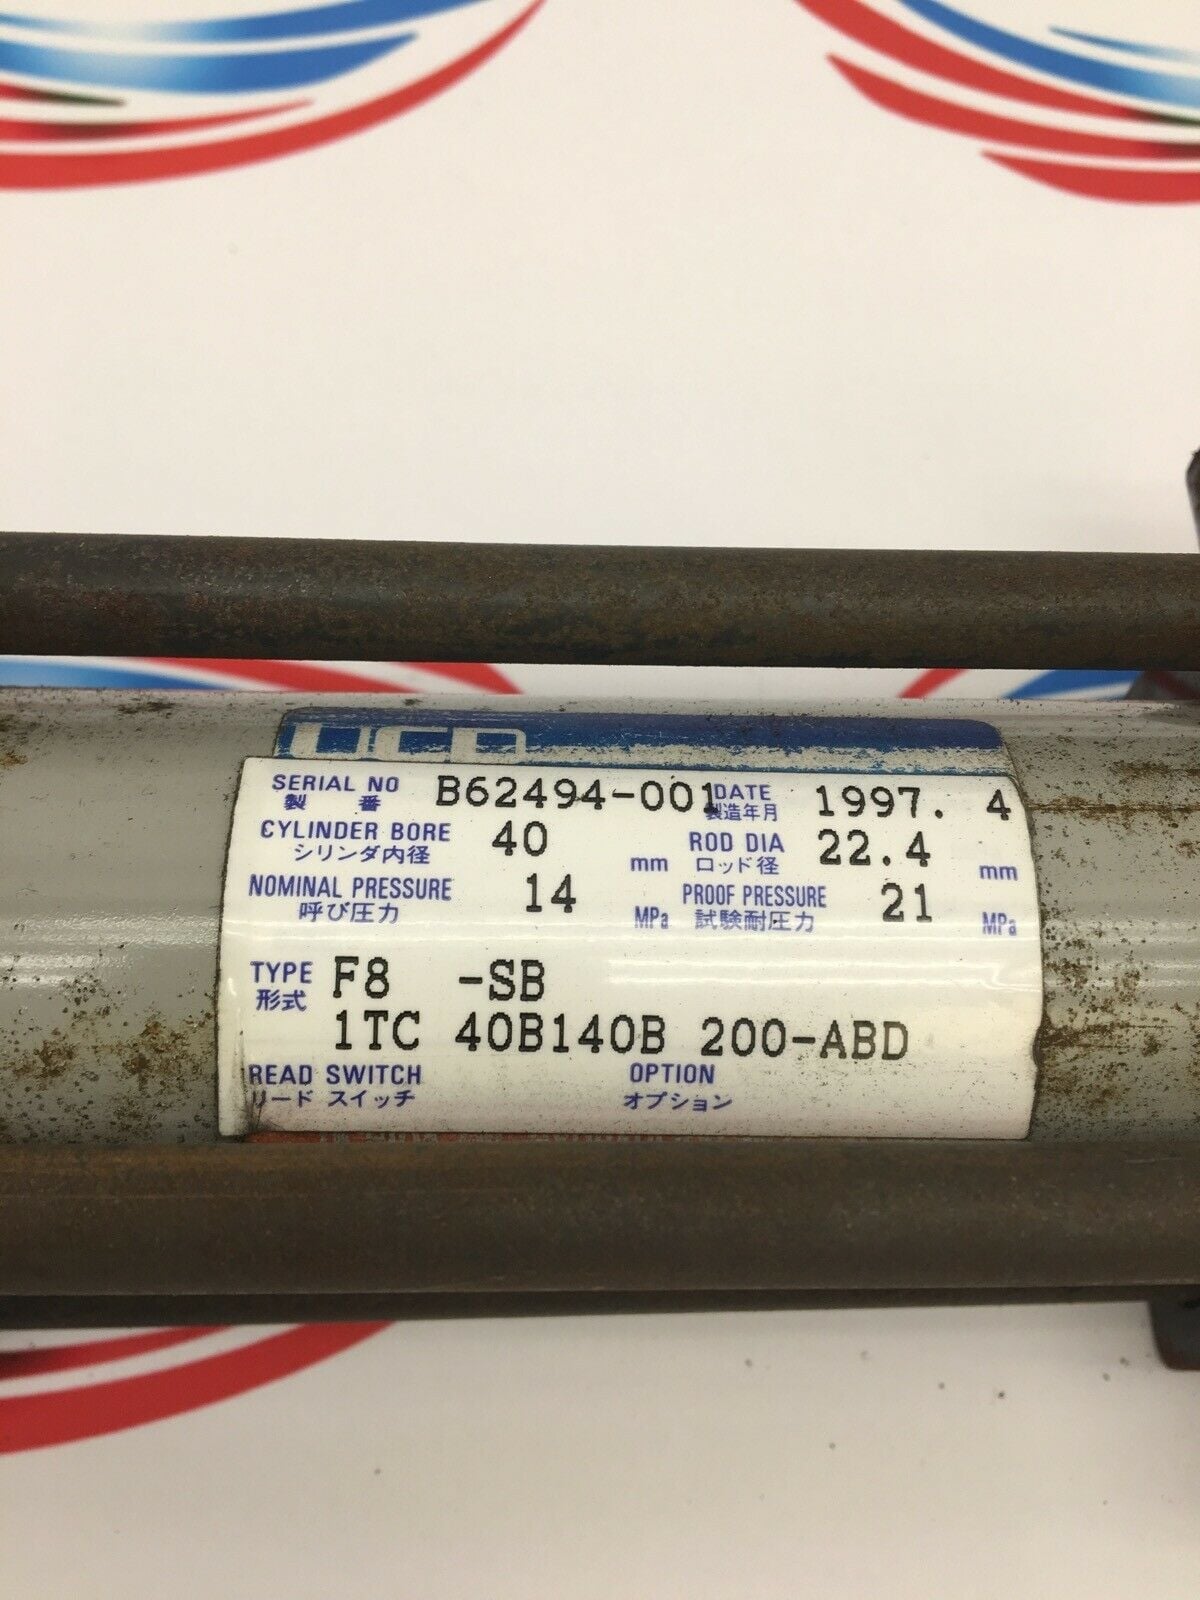 SERIAL NO B62494-001 DATE 1997. 4
製 番 製造年月
CYLINDER BORE 40 mm ROD DIA 22.4 mm
シリンダ内径 ロッド径
NOMINAL PRESSURE 14 MPa PROOF PRESSURE 21 MPa
呼び圧力 試験耐圧力
TYPE F8 -SB
形式
1TC 40B140B 200-ABD
READ SWITCH OPTION
リード スイッチ オプション